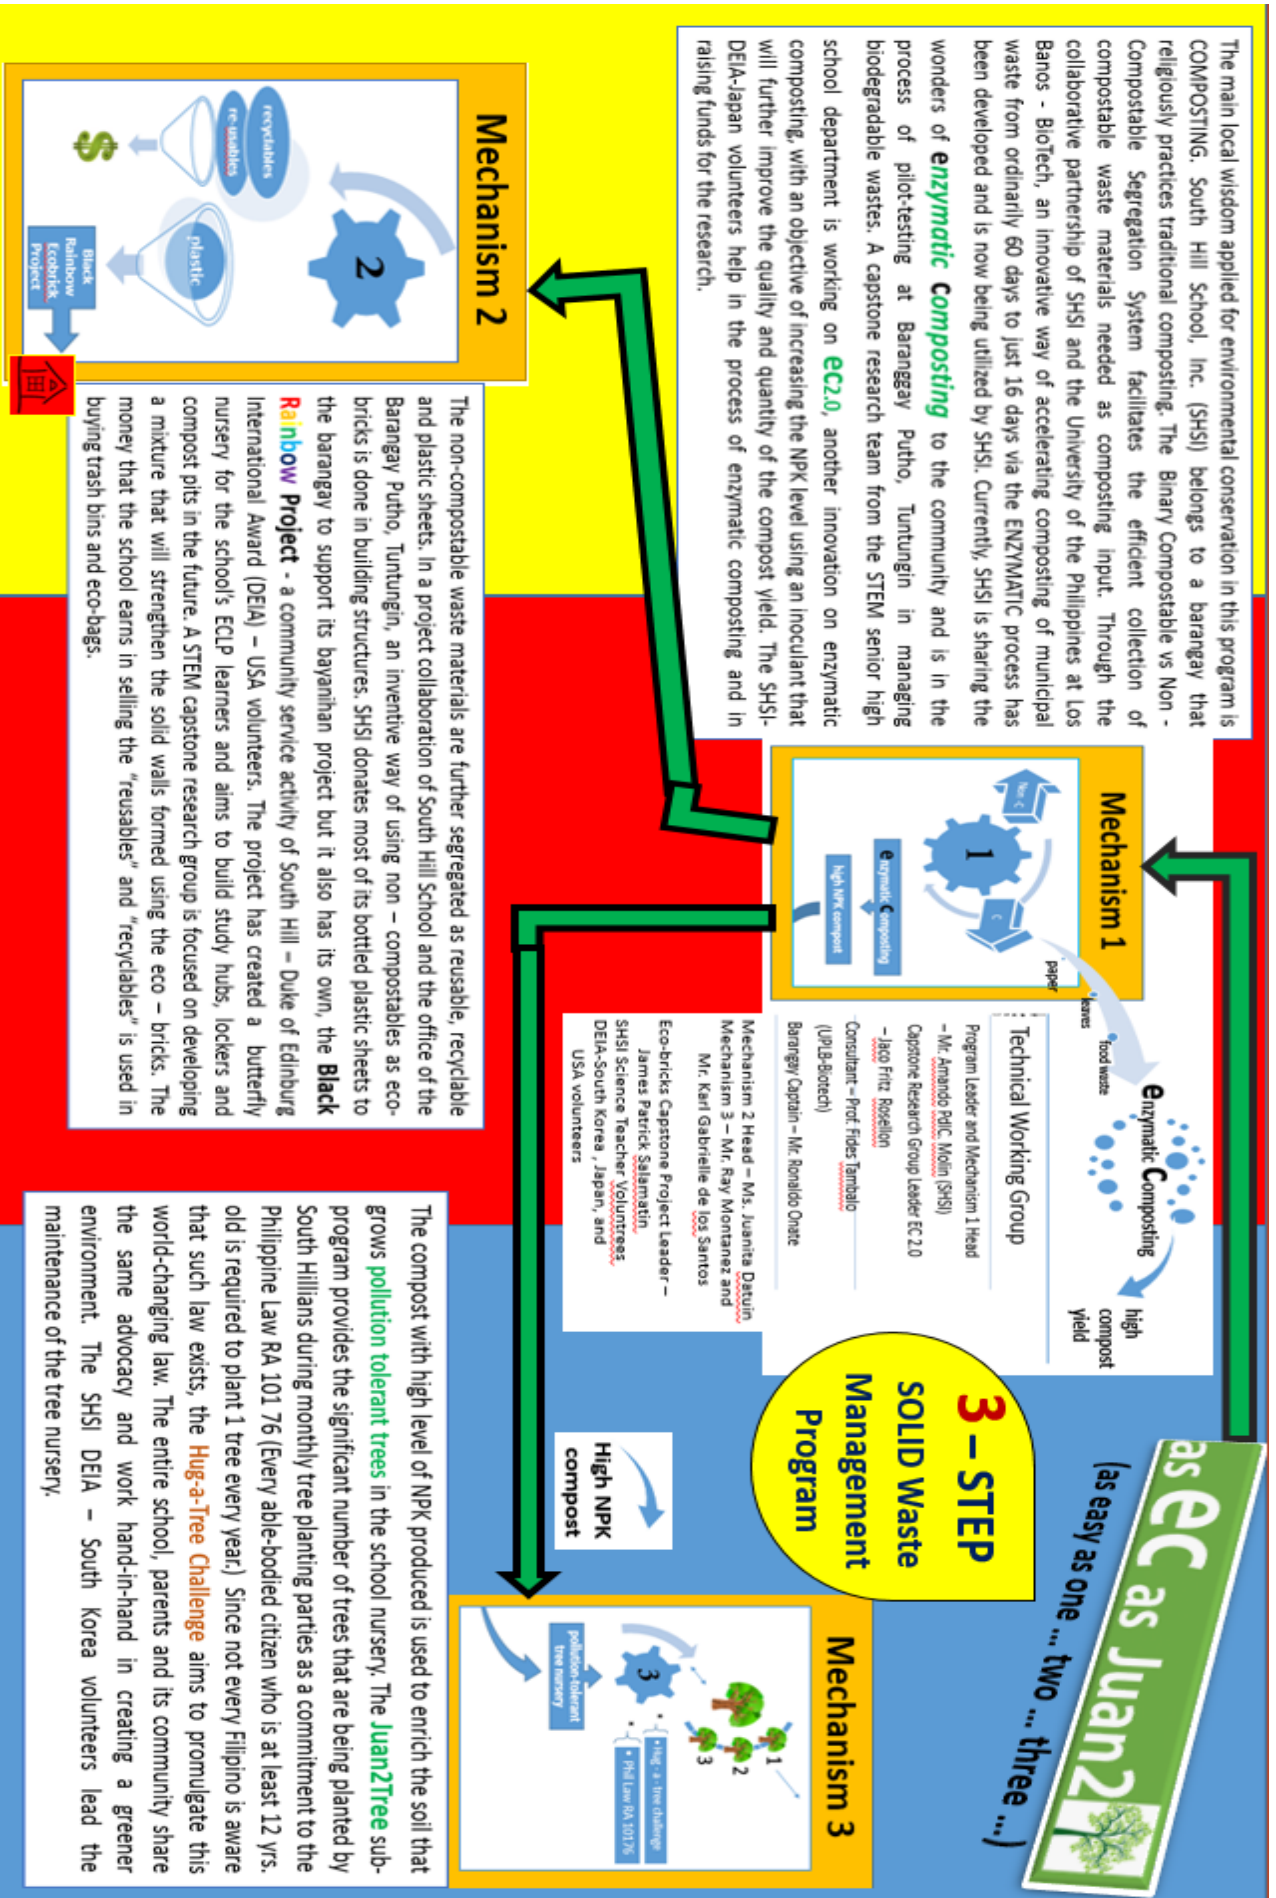 as ec as Juan2
(as easy as one ... two ... three ...)
3 – STEP
SOLID Waste
Management
Program
The main local wisdom applied for environmental conservation in this program is
COMPOSTING. South Hill School, Inc. (SHSI) belongs to a barangay that
religiously practices traditional composting. The Binary Compostable vs Non -
Compostable Segregation System facilitates the efficient collection of
compostable waste materials needed as composting input. Through the
collaborative partnership of SHSI and the University of the Philippines at Los
Banos - BioTech, an innovative way of accelerating composting of municipal
waste from ordinarily 60 days to just 16 days via the ENZYMATIC process has
been developed and is now being utilized by SHSI. Currently, SHSI is sharing the
wonders of enzymatic composting to the community and is in the
process of pilot-testing at Baranggay Putho, Tuntungin in managing
biodegradable wastes. A capstone research team from the STEM senior high
school department is working on ec2.0, another innovation on enzymatic
composting, with an objective of increasing the NPK level using an inoculant that
will further improve the quality and quantity of the compost yield. The SHSI-
DEIA-Japan volunteers help in the process of enzymatic composting and in
raising funds for the research.
Mechanism 1
Non-C
1
C
enzymatic composting
high NPK compost
paper
leaves
food waste
enzymatic composting
high
compost
yield
Technical Working Group
Program Leader and Mechanism 1 Head
– Mr. Amando PdlC. Molin (SHSI)
Capstone Research Group Leader EC 2.0
– Jaco Fritz Rosellon
Consultant – Prof. Fides Tambalo
(UPLB-Biotech)
Barangay Captain – Mr. Ronaldo Onate
Mechanism 2 Head – Ms. Juanita Datuin
Mechanism 3 – Mr. Ray Montanez and
Mr. Karl Gabrielle de los Santos
Eco-bricks Capstone Project Leader –
James Patrick Salamatin
SHSI Science Teacher Voluntrees
DEIA-South Korea , Japan, and
USA volunteers
Mechanism 2
2
recyclables
re-usables
plastic
$
Black
Rainbow
Ecobrick
Project
The non-compostable waste materials are further segregated as reusable, recyclable
and plastic sheets. In a project collaboration of South Hill School and the office of the
Barangay Putho, Tuntungin, an inventive way of using non – compostables as eco-
bricks is done in building structures. SHSI donates most of its bottled plastic sheets to
the barangay to support its bayanihan project but it also has its own, the Black
Rainbow Project - a community service activity of South Hill – Duke of Edinburg
International Award (DEIA) – USA volunteers. The project has created a butterfly
nursery for the school's ECLP learners and aims to build study hubs, lockers and
compost pits in the future. A STEM capstone research group is focused on developing
a mixture that will strengthen the solid walls formed using the eco – bricks. The
money that the school earns in selling the "reusables" and "recyclables" is used in
buying trash bins and eco-bags.
High NPK
compost
Mechanism 3
1
2
3
3
• Hug - a - tree challenge
• Phil Law RA 10176
pollution-tolerant
tree nursery
The compost with high level of NPK produced is used to enrich the soil that
grows pollution tolerant trees in the school nursery. The Juan2Tree sub-
program provides the significant number of trees that are being planted by
South Hillians during monthly tree planting parties as a commitment to the
Philippine Law RA 101 76 (Every able-bodied citizen who is at least 12 yrs.
old is required to plant 1 tree every year.) Since not every Filipino is aware
that such law exists, the Hug-a-Tree Challenge aims to promulgate this
world-changing law. The entire school, parents and its community share
the same advocacy and work hand-in-hand in creating a greener
environment. The SHSI DEIA – South Korea volunteers lead the
maintenance of the tree nursery.